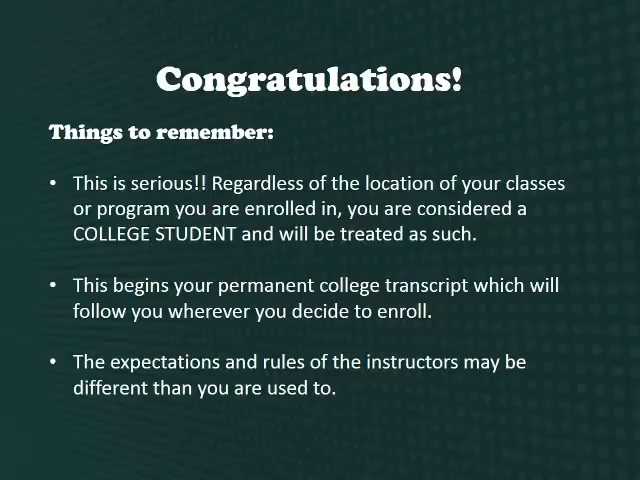 Congratulations!
Things to remember:
• This is serious!! Regardless of the location of your classes
or program you are enrolled in, you are considered a
COLLEGE STUDENT and will be treated as such.
• This begins your permanent college transcript which will
follow you wherever you decide to enroll.
• The expectations and rules of the instructors may be
different than you are used to.